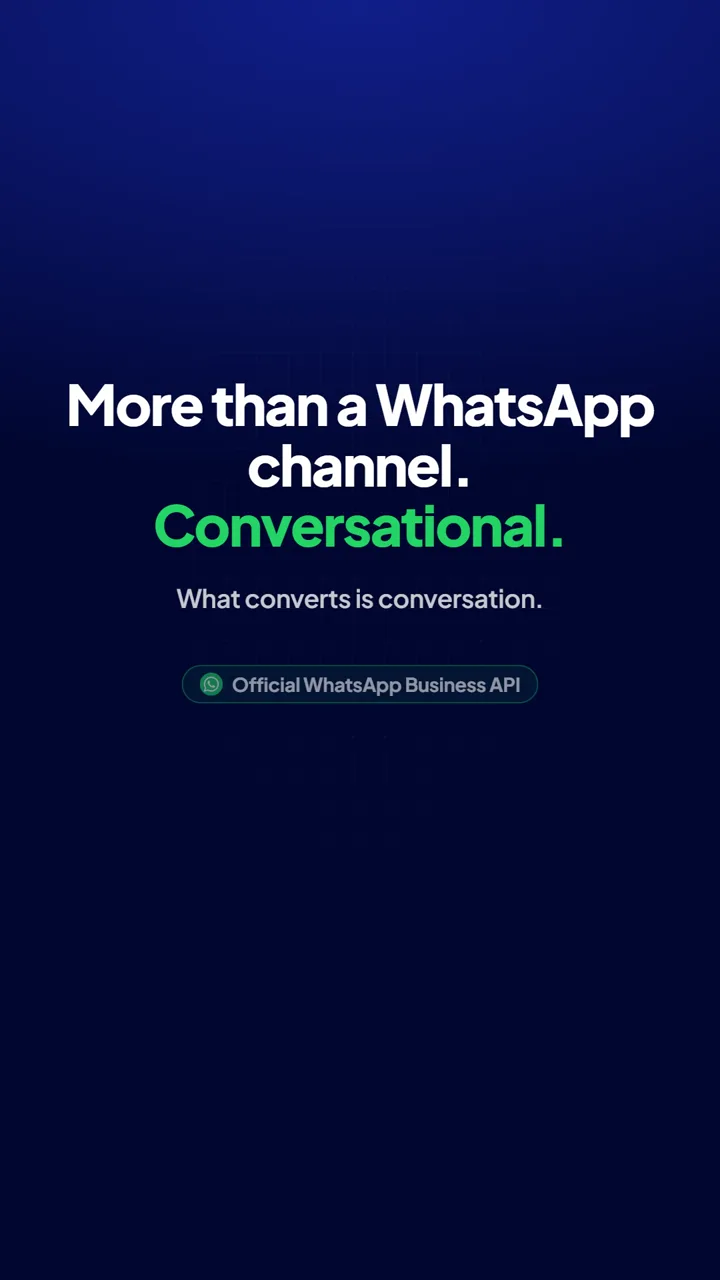 More than a WhatsApp
channel.
Conversational.
What converts is conversation.
Official WhatsApp Business API